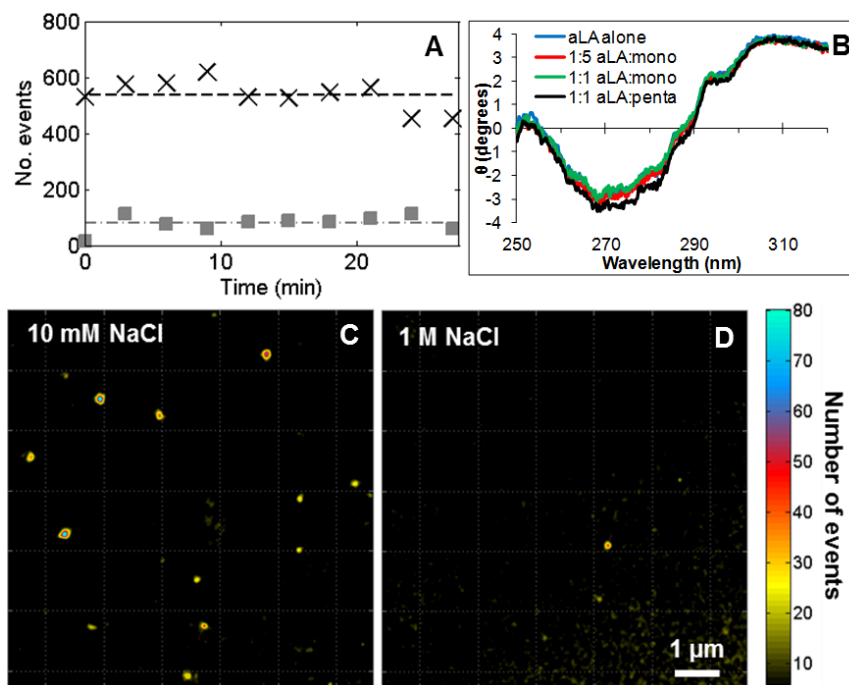 A
No. events
800
600
400
200
0
0 10 20
Time (min)
B
aLA alone
1:5 aLA:mono
1:1 aLA:mono
1:1 aLA:penta
θ (degrees)
4
3
2
1
0
-1
-2
-3
-4
250 270 290 310
Wavelength (nm)
10 mM NaCl
C
1 M NaCl
D
1 μm
80
70
60
50
40
30
20
10
Number of events